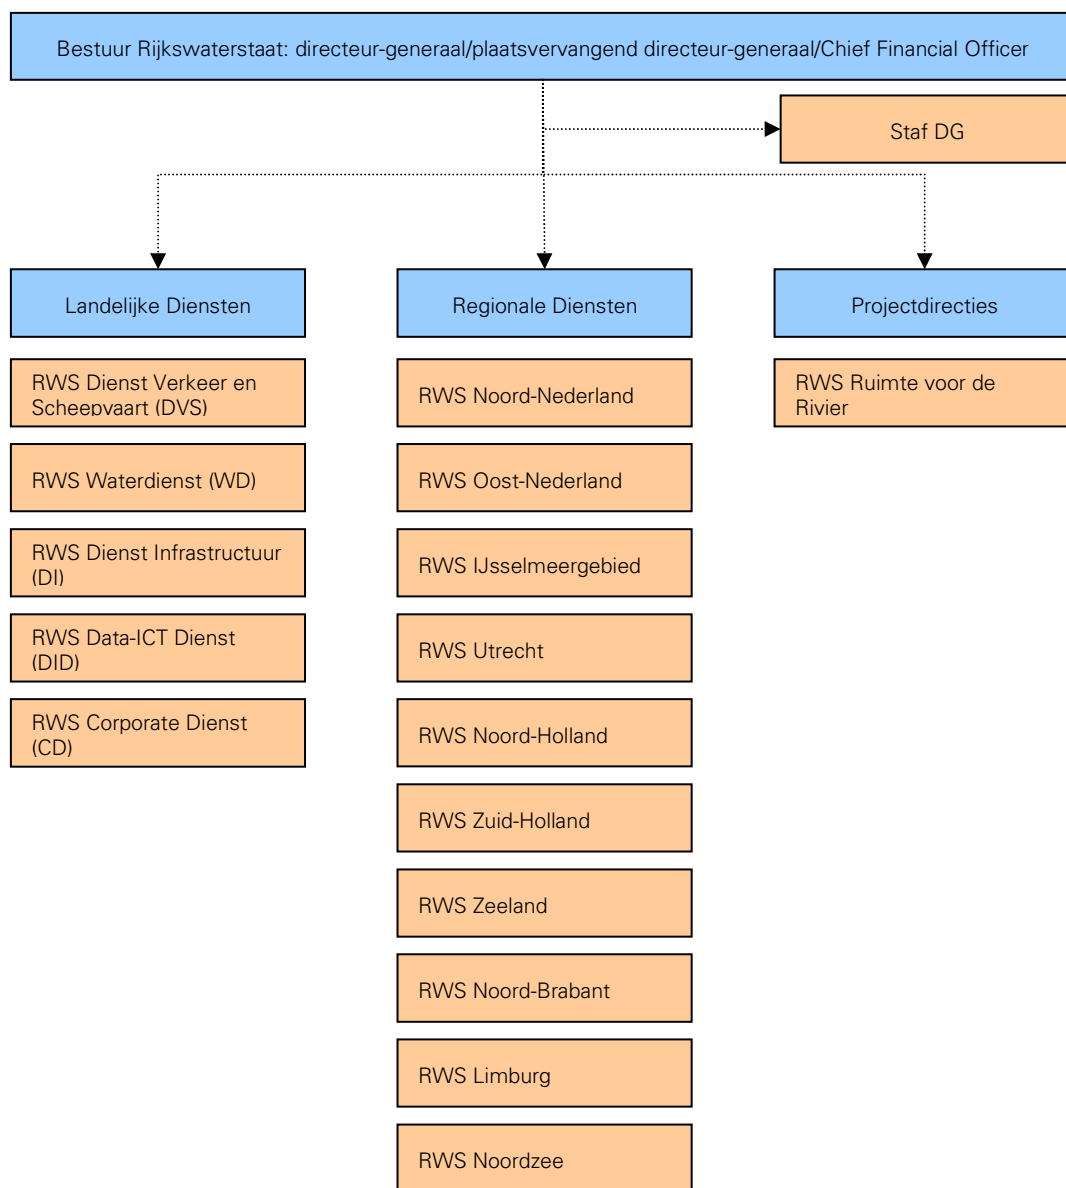 Bestuur Rijkswaterstaat: directeur-generaal/plaatsvervangend directeur-generaal/Chief Financial Officer
Staf DG
Landelijke Diensten
RWS Dienst Verkeer en
Scheepvaart (DVS)
RWS Waterdienst (WD)
RWS Dienst Infrastructuur
(DI)
RWS Data-ICT Dienst
(DID)
RWS Corporate Dienst
(CD)
Regionale Diensten
RWS Noord-Nederland
RWS Oost-Nederland
RWS IJsselmeergebied
RWS Utrecht
RWS Noord-Holland
RWS Zuid-Holland
RWS Zeeland
RWS Noord-Brabant
RWS Limburg
RWS Noordzee
Projectdirecties
RWS Ruimte voor de
Rivier